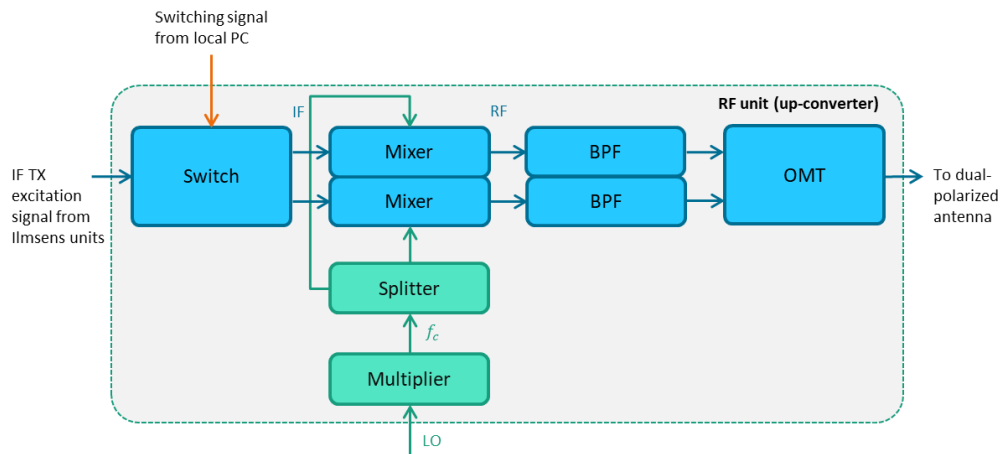 Switching signal
from local PC
RF unit (up-converter)
IF
RF
Mixer
BPF
Switch
OMT
IF TX
excitation
signal from
Ilmsens units
Mixer
BPF
To dual-
polarized
antenna
Splitter
f_c
Multiplier
LO